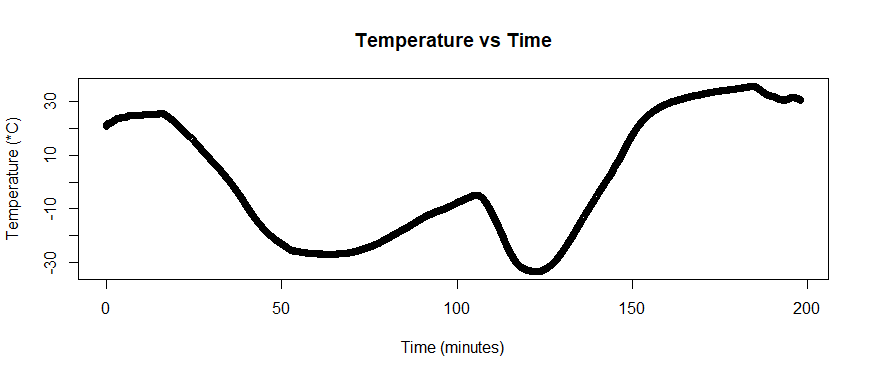 Temperature vs Time
Temperature (*C)
30
10
-10
-30
0 50 100 150 200
Time (minutes)